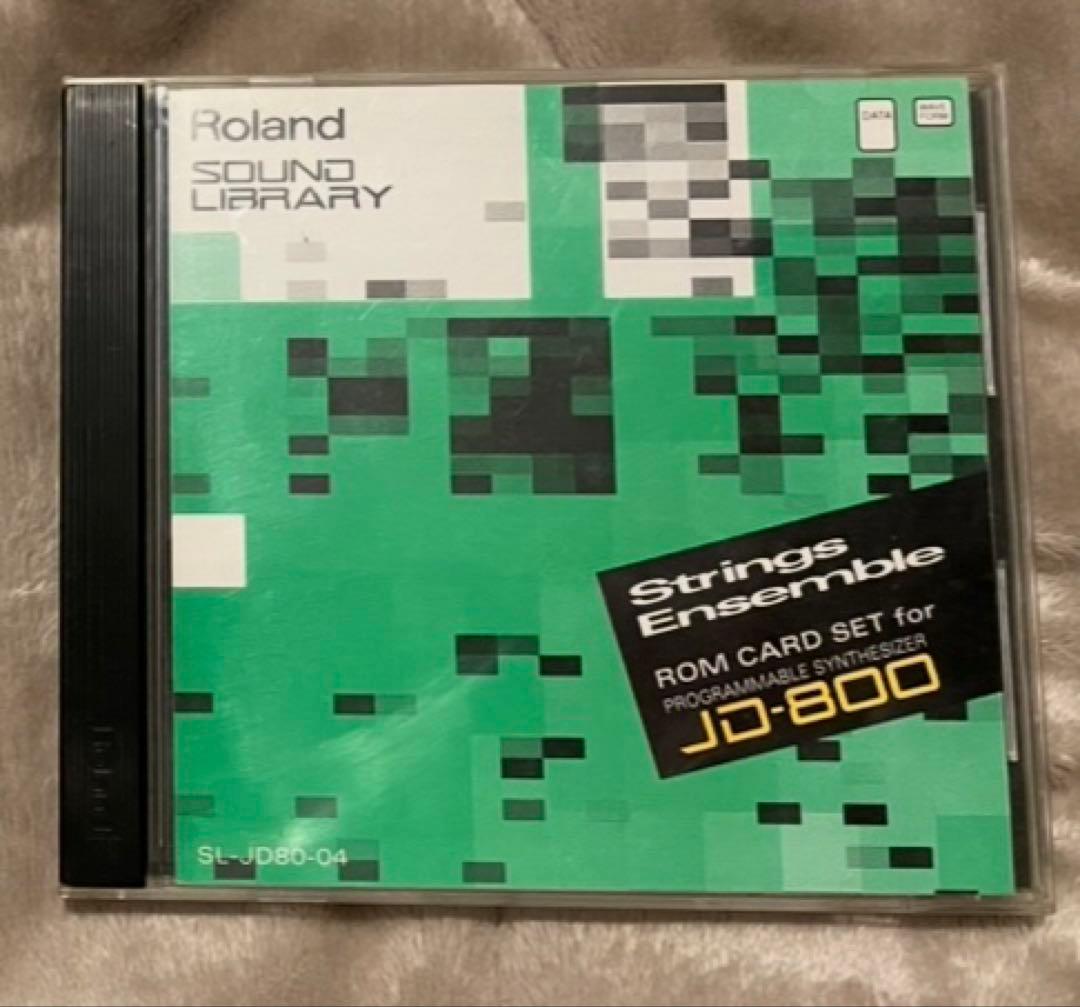 Roland
SOUND
LIBRARY
DATA
WAVE
FORM
Strings
Ensemble
ROM CARD SET for
PROGRAMMABLE SYNTHESIZER
JD-800
SL-JD80-04
Roland